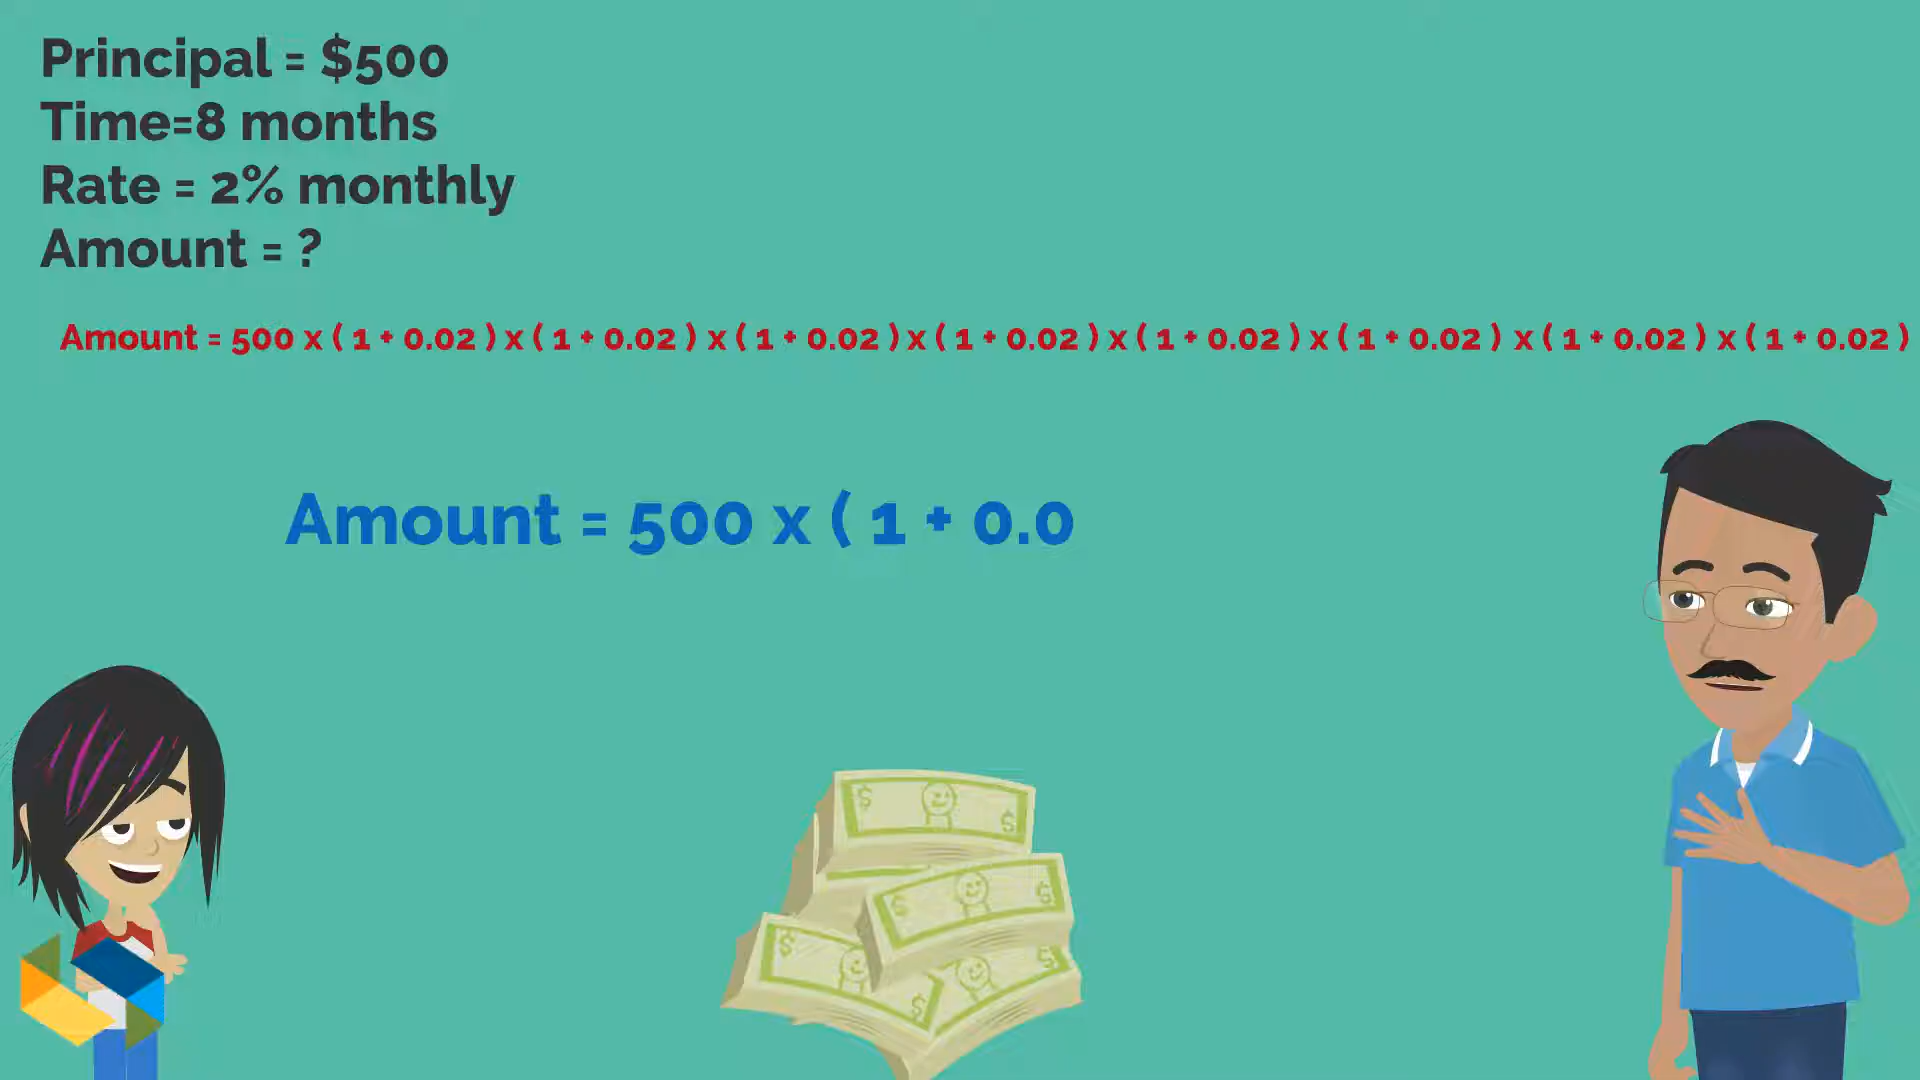 Principal = $500
Time=8 months
Rate = 2% monthly
Amount = ?
Amount = 500 x ( 1 + 0.02 ) x ( 1 + 0.02 ) x ( 1 + 0.02 ) x ( 1 + 0.02 ) x ( 1 + 0.02 ) x ( 1 + 0.02 ) x ( 1 + 0.02 ) x ( 1 + 0.02 )
Amount = 500 x ( 1 + 0.0